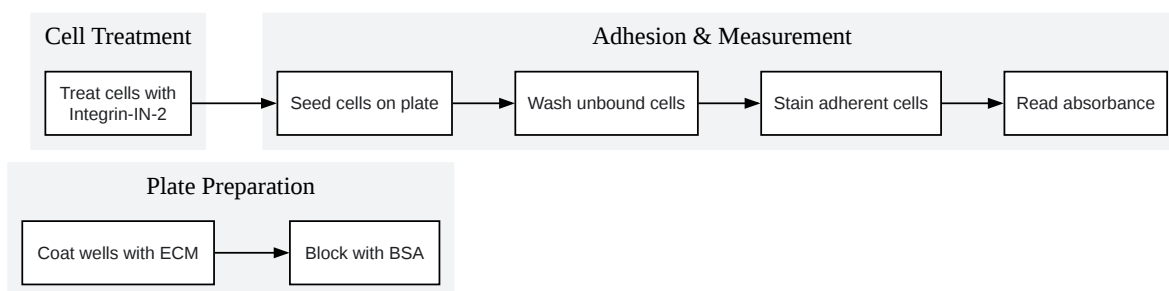 Cell Treatment
Treat cells with
Integrin-IN-2
Adhesion & Measurement
Seed cells on plate
Wash unbound cells
Stain adherent cells
Read absorbance
Plate Preparation
Coat wells with ECM
Block with BSA